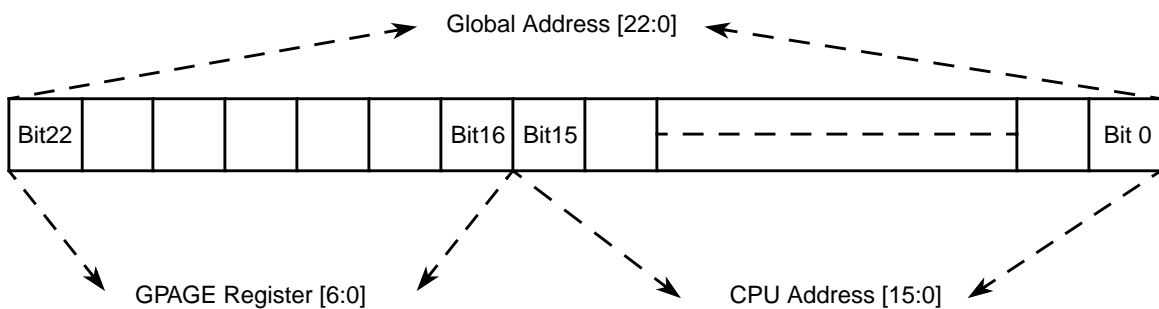 Global Address [22:0]
Bit22 Bit16 Bit15 Bit 0
GPAGE Register [6:0] CPU Address [15:0]